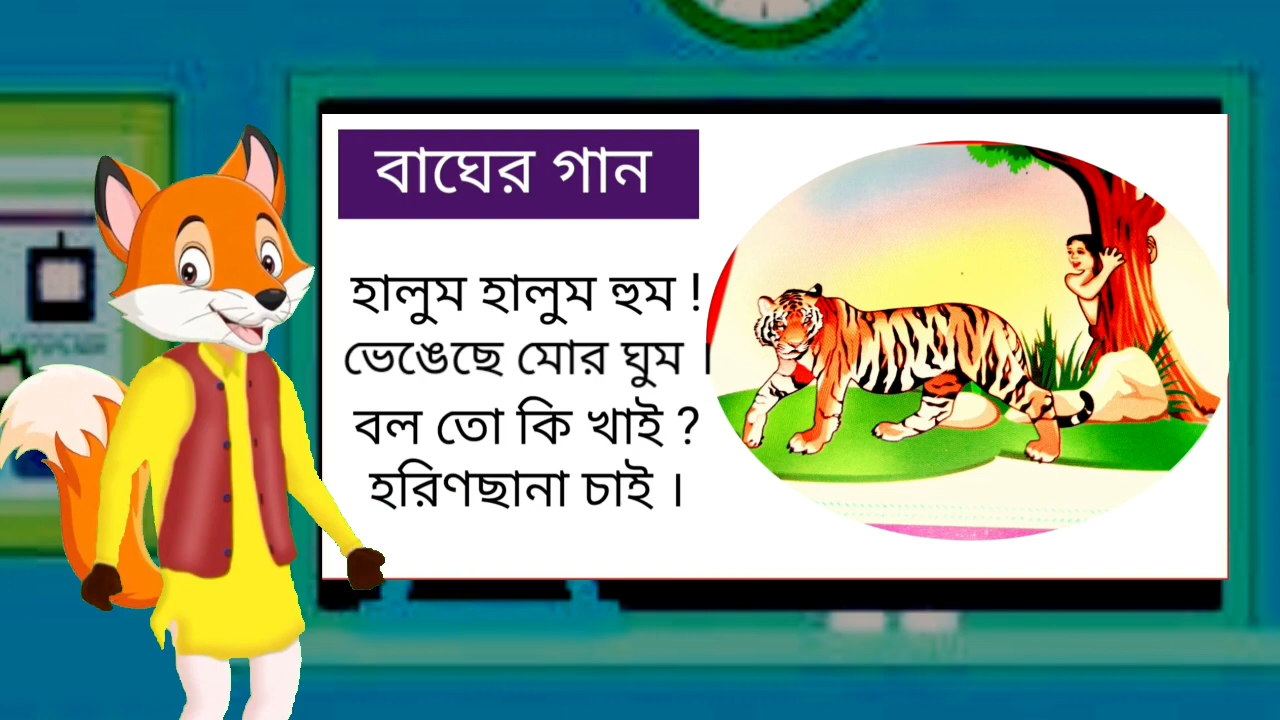 বাঘের গান
হালুম হালুম হুম !
ভেঙেছে মোর ঘুম ।
বল তো কি খাই ?
হরিণছানা চাই ।